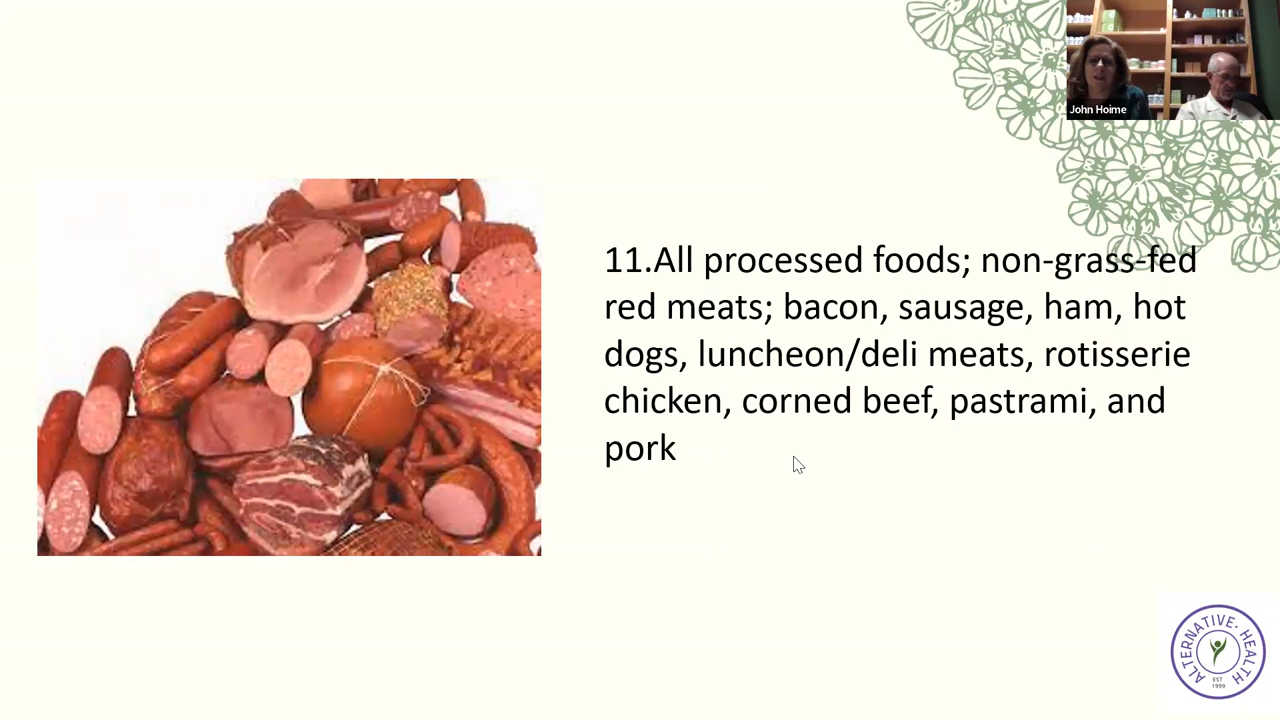 John Hoime
11.All processed foods; non-grass-fed
red meats; bacon, sausage, ham, hot
dogs, luncheon/deli meats, rotisserie
chicken, corned beef, pastrami, and
pork
ALTERNATIVE· HEALTH
EST
1999